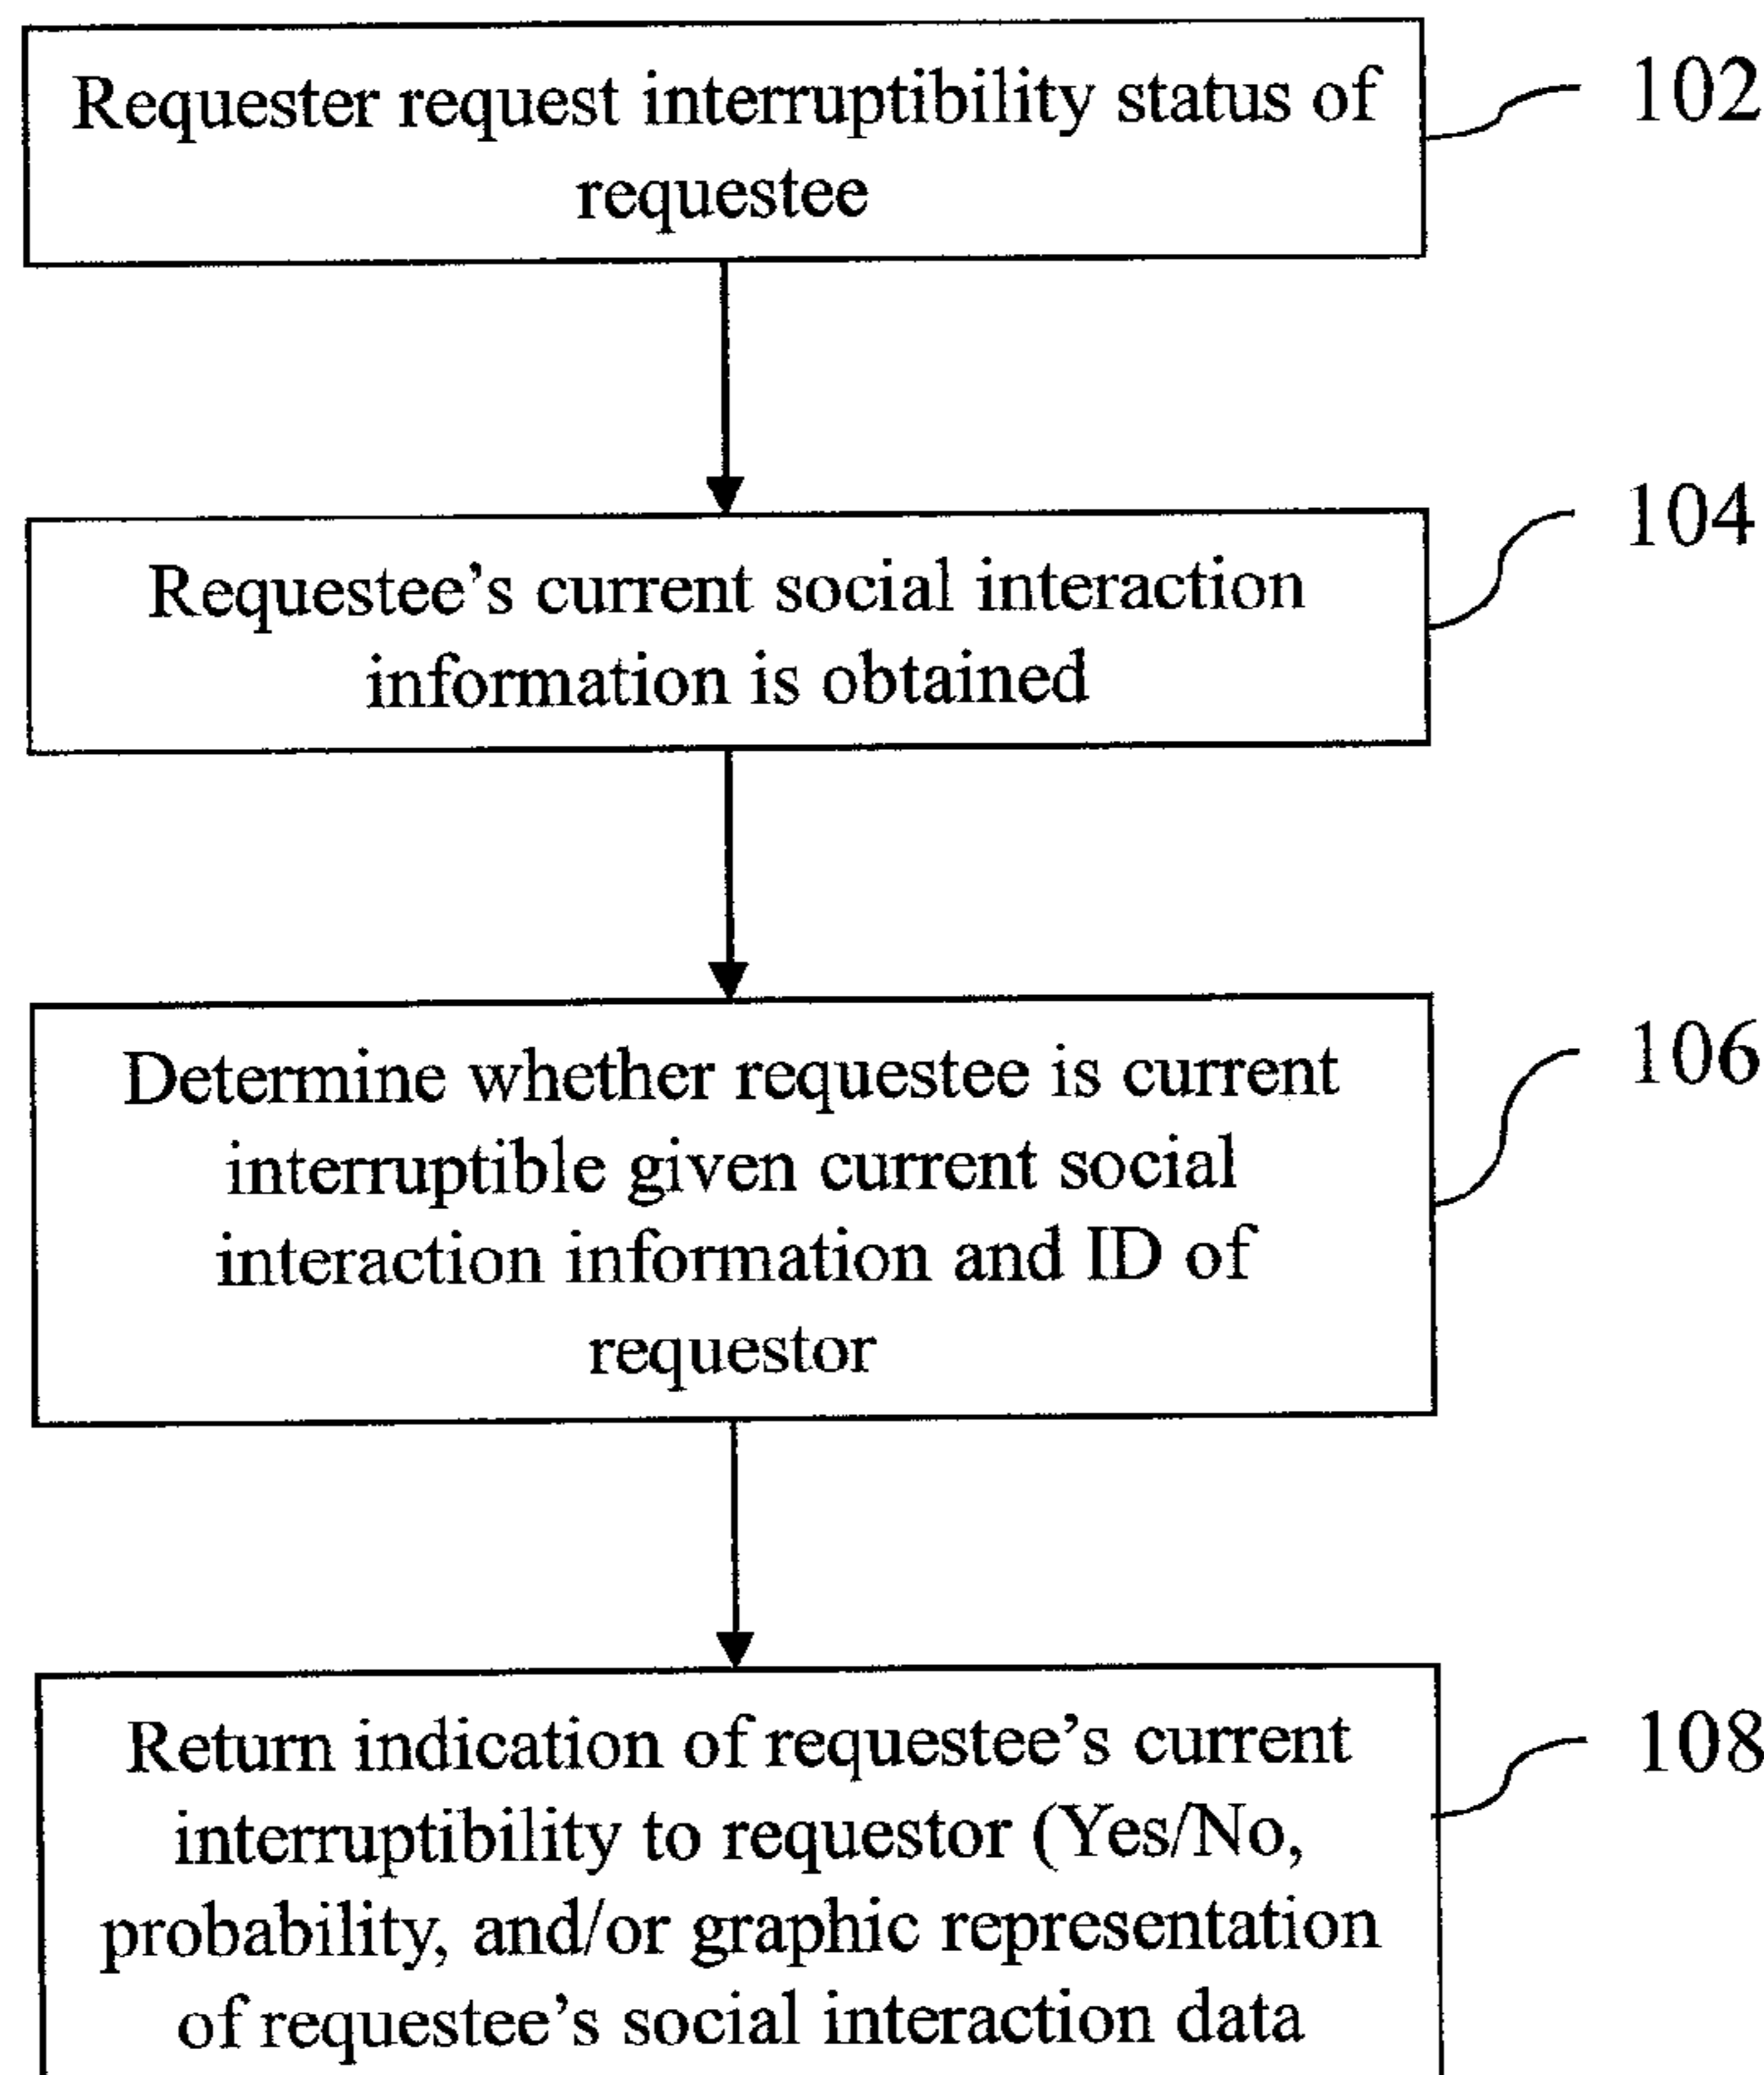 Requester request interruptibility status of
requestee
102
Requestee's current social interaction
information is obtained
104
Determine whether requestee is current
interruptible given current social
interaction information and ID of
requestor
106
Return indication of requestee's current
interruptibility to requestor (Yes/No,
probability, and/or graphic representation
of requestee's social interaction data
108